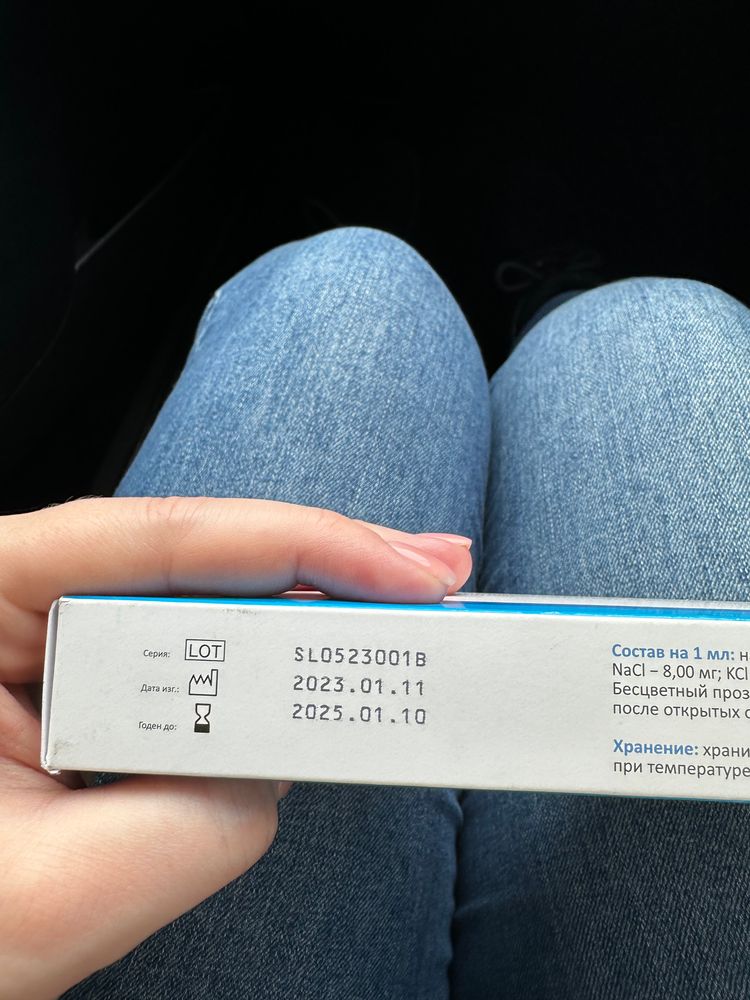 Серия: LOT SL0523001B
Дата изг.: 2023.01.11
Годен до: 2025.01.10
Состав на 1 мл:
NaCl – 8,00 мг; KCl
Бесцветный
после открытых
Хранение:
при температуре